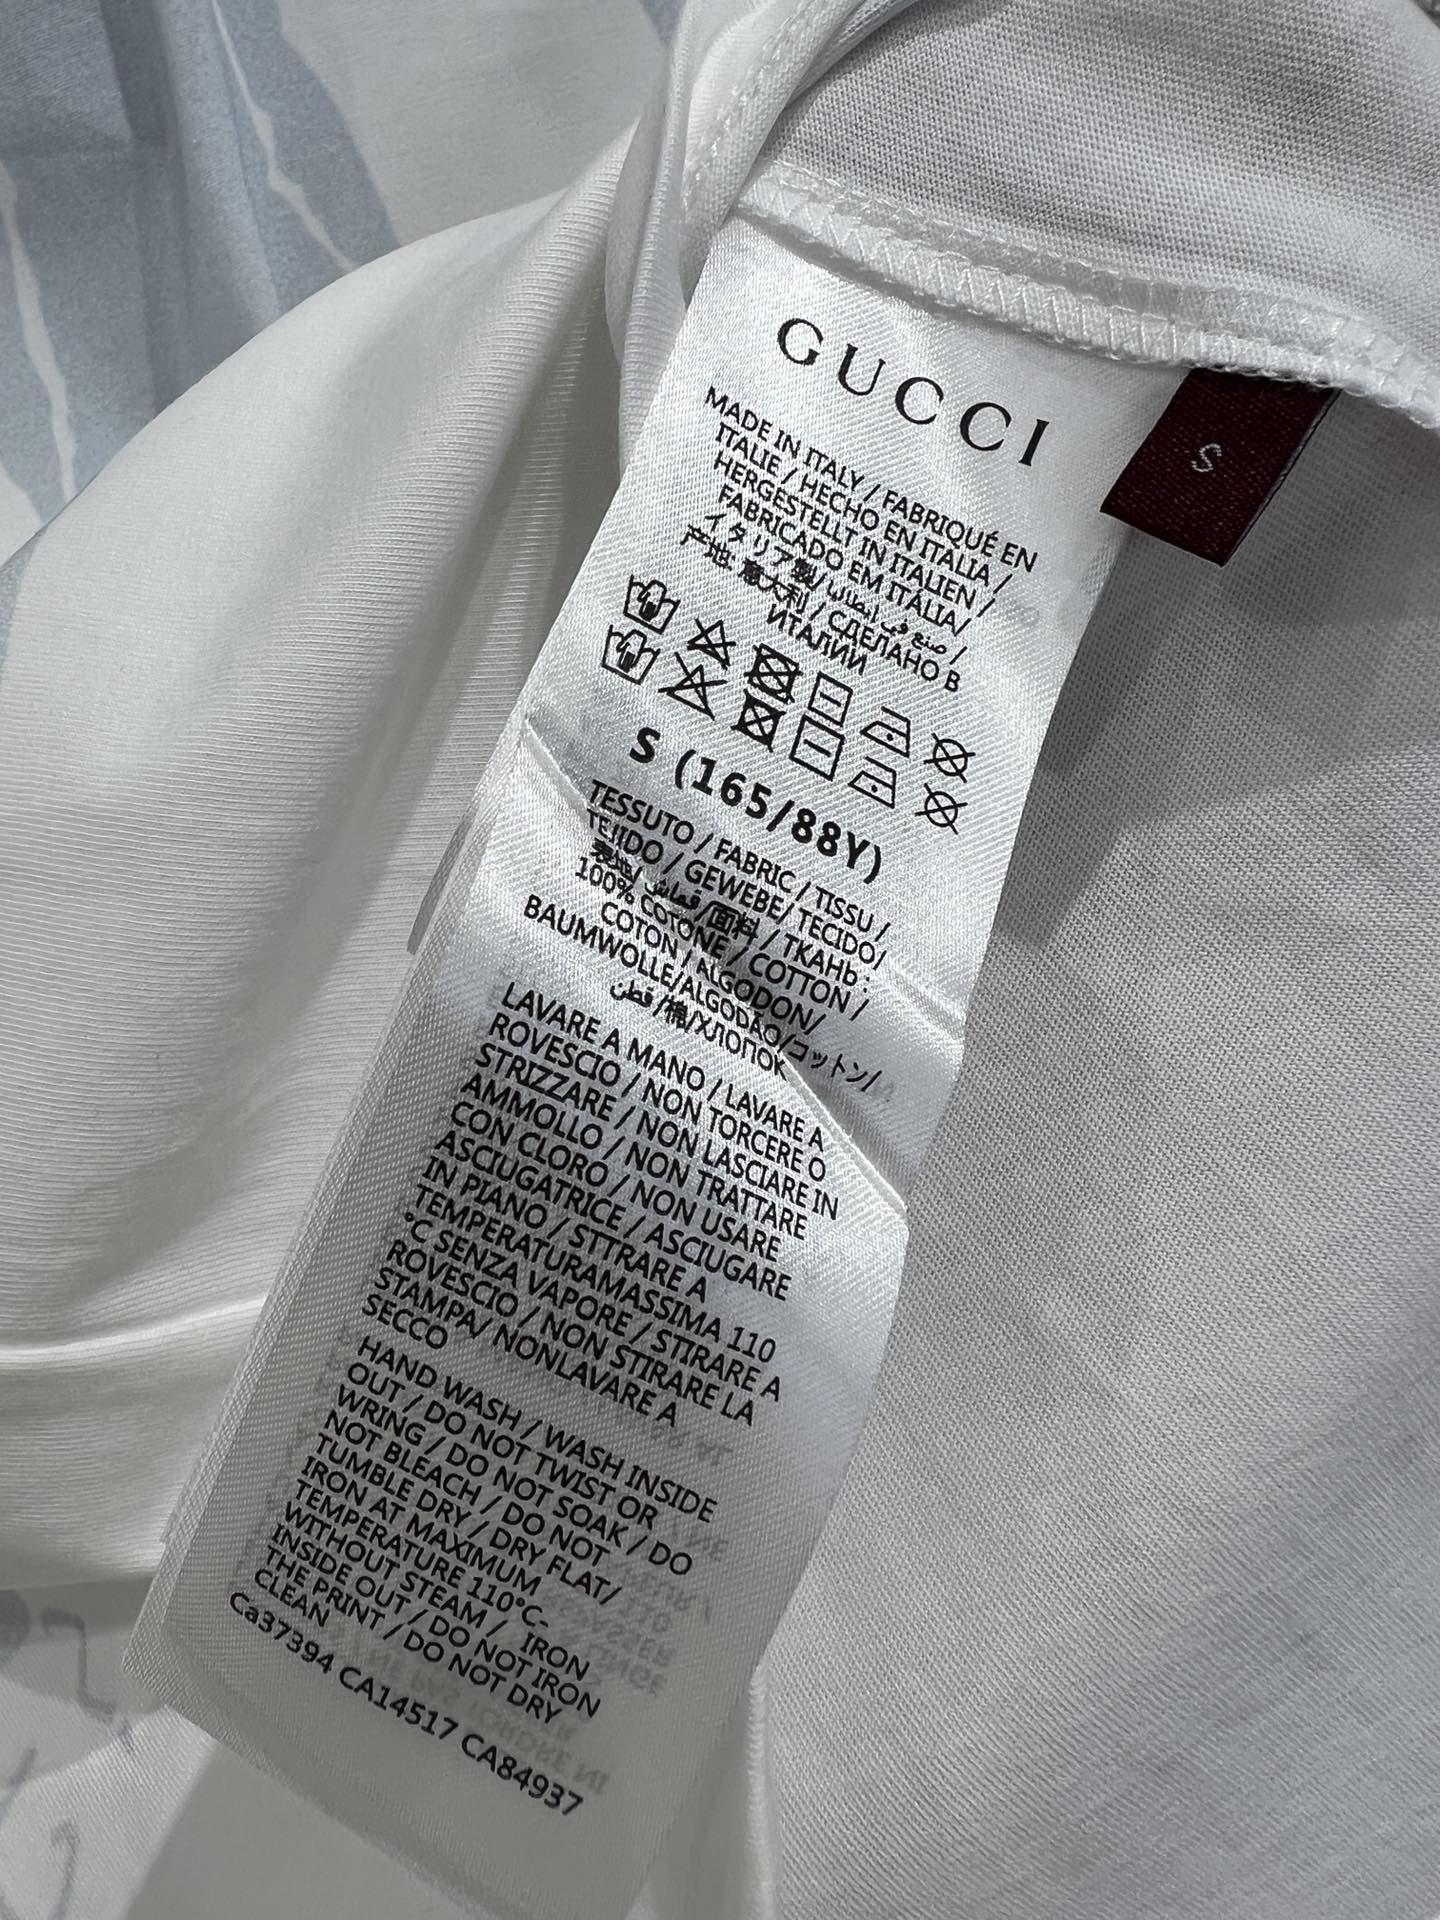 GUCCI
S
MADE IN ITALY / FABRIQUÉ EN
ITALIE / HECHO EN ITALIA /
HERGESTELLT IN ITALIEN /
FABRICADO EM ITÁLIA/
イタリア製/صنع في إيطاليا/
产地: 意大利 / СДЕЛАНО В
ИТАЛИИ
S (165/88Y)
TESSUTO / FABRIC / TISSU /
TEJIDO / GEWEBE/ TECIDO/
表地/قماش/面料 / ТКАНЬ :
100% COTONE / COTTON /
COTON / ALGODON/
BAUMWOLLE/ALGODÃO/コットン/
قطن /棉/ХЛОПОК
LAVARE A MANO / LAVARE A
ROVESCIO / NON TORCERE O
STRIZZARE / NON LASCIARE IN
AMMOLLO / NON TRATTARE
CON CLORO / NON USARE
ASCIUGATRICE / ASCIUGARE
IN PIANO / STTRARE A
TEMPERATURAMASSIMA 110
°C SENZA VAPORE / STIRARE A
ROVESCIO / NON STIRARE LA
STAMPA/ NONLAVARE A
SECCO
HAND WASH / WASH INSIDE
OUT / DO NOT TWIST OR
WRING / DO NOT SOAK / DO
NOT BLEACH / DO NOT
TUMBLE DRY / DRY FLAT/
IRON AT MAXIMUM
TEMPERATURE 110°C-
WITHOUT STEAM / IRON
INSIDE OUT / DO NOT IRON
THE PRINT / DO NOT DRY
CLEAN
Ca37394 CA14517 CA84937